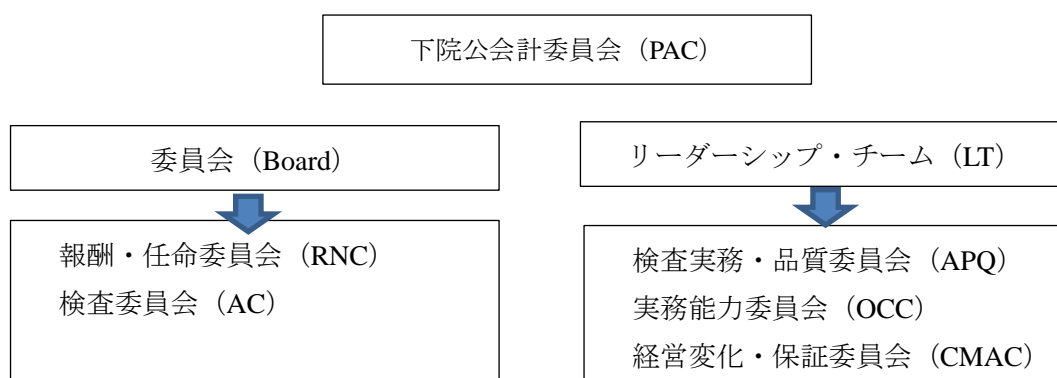 下院公会計委員会（PAC）
委員会（Board）
リーダーシップ・チーム（LT）
報酬・任命委員会（RNC）
検査委員会（AC）
検査実務・品質委員会（APQ）
実務能力委員会（OCC）
経営変化・保証委員会（CMAC）